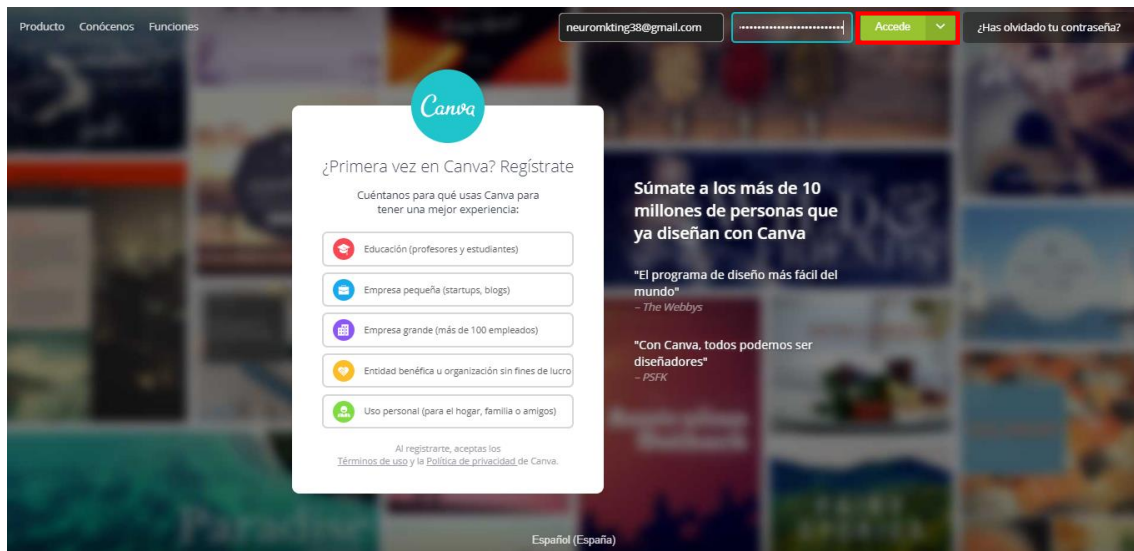 Producto Conócenos Funciones
neuromkting38@gmail.com
Accede
¿Has olvidado tu contraseña?
Canva
¿Primera vez en Canva? Regístrate
Cuéntanos para qué usas Canva para
tener una mejor experiencia:
Educación (profesores y estudiantes)
Empresa pequeña (startups, blogs)
Empresa grande (más de 100 empleados)
Entidad benéfica u organización sin fines de lucro
Uso personal (para el hogar, familia o amigos)
Al registrarte, aceptas los
Términos de uso y la Política de privacidad de Canva.
Súmate a los más de 10
millones de personas que
ya diseñan con Canva
"El programa de diseño más fácil del
mundo"
– The Webbys
"Con Canva, todos podemos ser
diseñadores"
– PSFK
Paradise
Español (España)